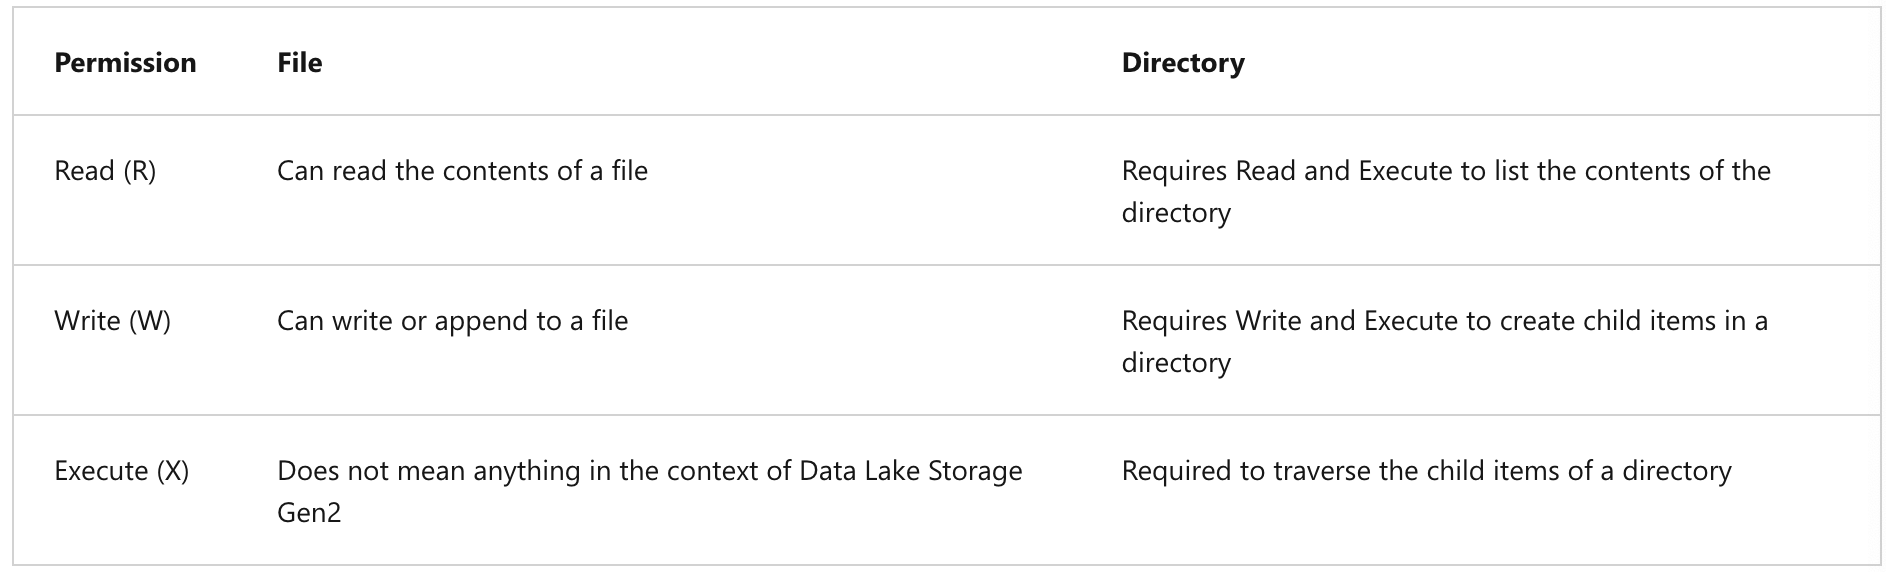 Permission File Directory
Read (R) Can read the contents of a file Requires Read and Execute to list the contents of the
directory
Write (W) Can write or append to a file Requires Write and Execute to create child items in a
directory
Execute (X) Does not mean anything in the context of Data Lake Storage Required to traverse the child items of a directory
Gen2